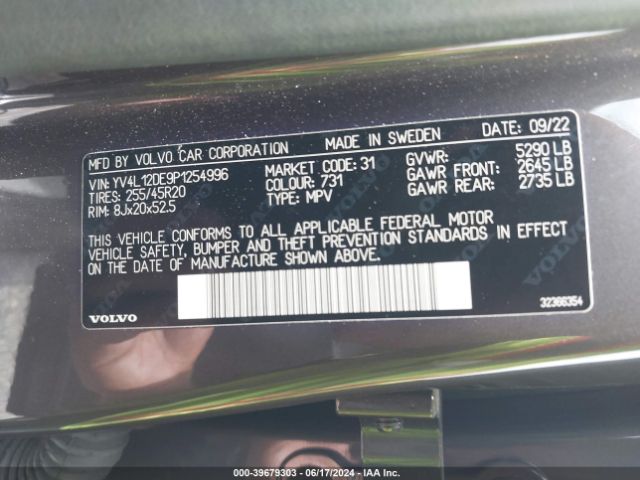 MFD BY VOLVO CAR CORPORATION MADE IN SWEDEN DATE: 09/22
VIN: YV4L12DE9P1254996 MARKET CODE: 31 GVWR: 5290 LB
TIRES: 255/45R20 COLOUR: 731 GAWR FRONT: 2645 LB
RIM: 8Jx20x52.5 TYPE: MPV GAWR REAR: 2735 LB
THIS VEHICLE CONFORMS TO ALL APPLICABLE FEDERAL MOTOR
VEHICLE SAFETY, BUMPER AND THEFT PREVENTION STANDARDS IN EFFECT
ON THE DATE OF MANUFACTURE SHOWN ABOVE.
VOLVO 32366354
000-39679303 - 06/17/2024 - IAA Inc.